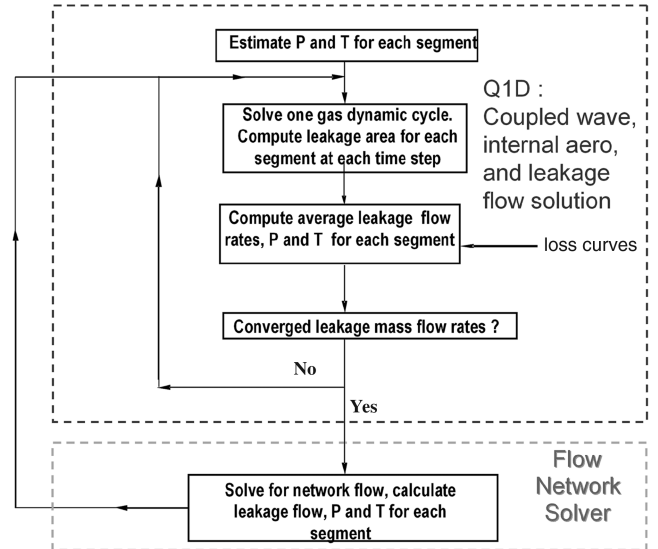 Estimate P and T for each segment
Q1D :
Coupled wave,
internal aero,
and leakage
flow solution
Solve one gas dynamic cycle.
Compute leakage area for each
segment at each time step
Compute average leakage flow
rates, P and T for each segment
loss curves
Converged leakage mass flow rates ?
No
Yes
Flow
Network
Solver
Solve for network flow, calculate
leakage flow, P and T for each
segment